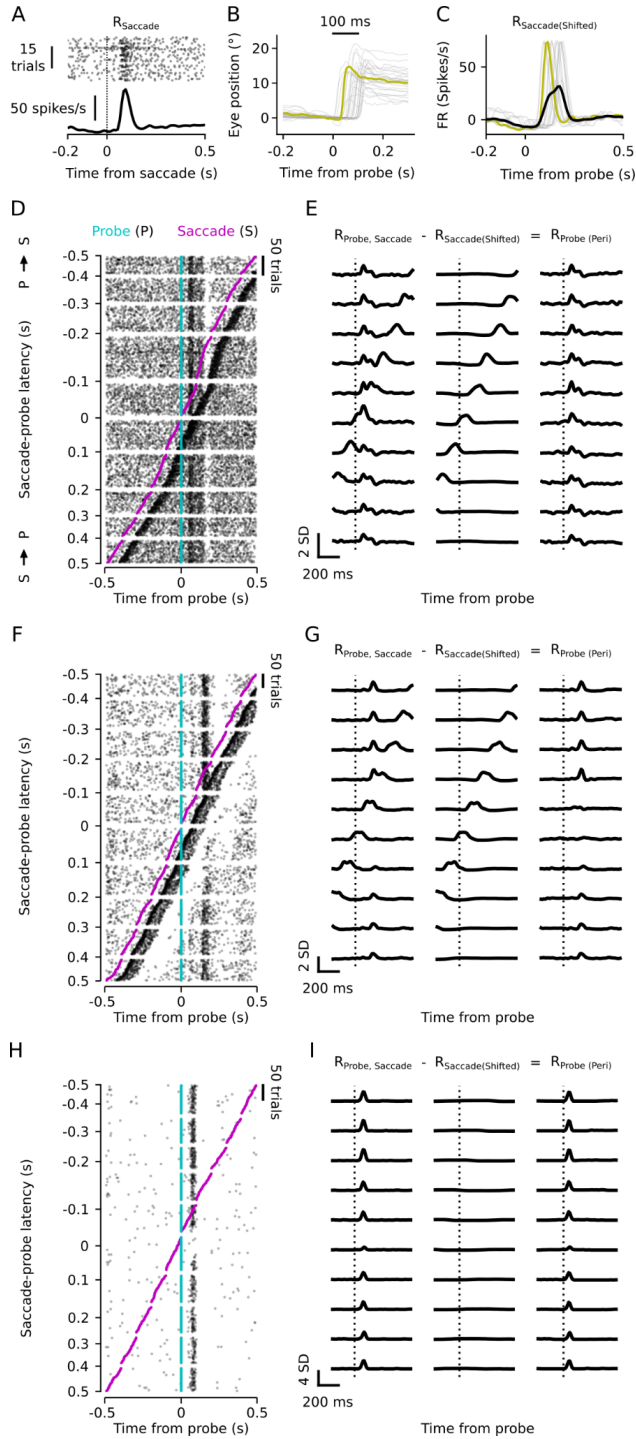 A
R_Saccade
15
trials
50 spikes/s
-0.2 0 0.5
Time from saccade (s)
B
100 ms
Eye position (°)
20
10
0
-0.2 0 0.3
Time from probe (s)
C
R_Saccade(Shifted)
FR (Spikes/s)
50
0
-0.2 0 0.5
Time from probe (s)
D
Probe (P) Saccade (S)
P → S
S → P
Saccade-probe latency (s)
-0.5
-0.4
-0.3
-0.2
-0.1
0
0.1
0.2
0.3
0.4
0.5
50 trials
-0.5 0 0.5
Time from probe (s)
E
R_Probe, Saccade - R_Saccade(Shifted) = R_Probe (Peri)
2 SD
200 ms
Time from probe
F
Saccade-probe latency (s)
-0.5
-0.4
-0.3
-0.2
-0.1
0
0.1
0.2
0.3
0.4
0.5
50 trials
-0.5 0 0.5
Time from probe (s)
G
R_Probe, Saccade - R_Saccade(Shifted) = R_Probe (Peri)
2 SD
200 ms
Time from probe
H
Saccade-probe latency (s)
-0.5
-0.4
-0.3
-0.2
-0.1
0
0.1
0.2
0.3
0.4
0.5
50 trials
-0.5 0 0.5
Time from probe (s)
I
R_Probe, Saccade - R_Saccade(Shifted) = R_Probe (Peri)
4 SD
200 ms
Time from probe